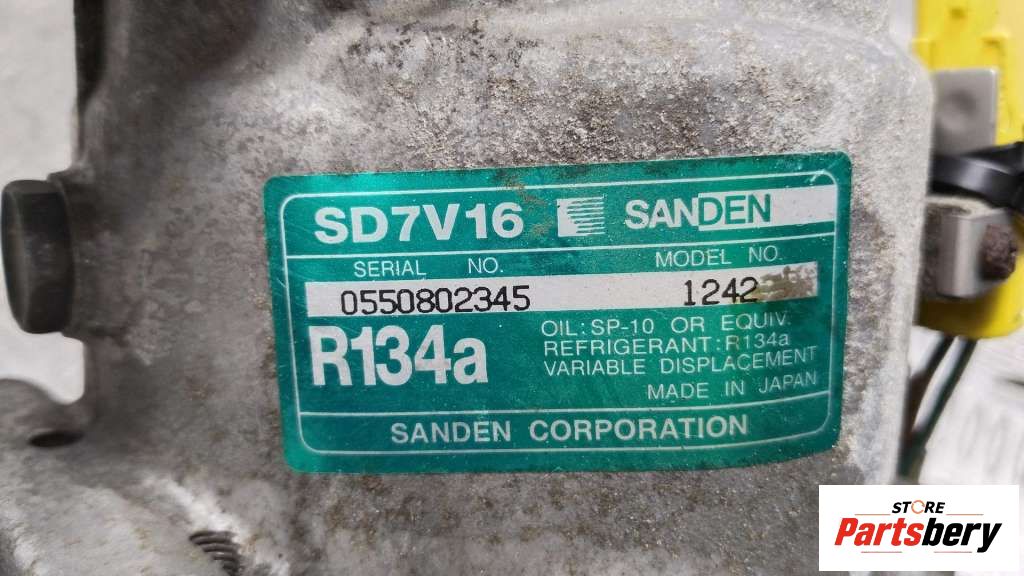 SD7V16 SANDEN
SERIAL NO. MODEL NO.
0550802345 1242
R134a
OIL:SP-10 OR EQUIV.
REFRIGERANT:R134a
VARIABLE DISPLACEMENT
MADE IN JAPAN
SANDEN CORPORATION
STORE
Partsbery